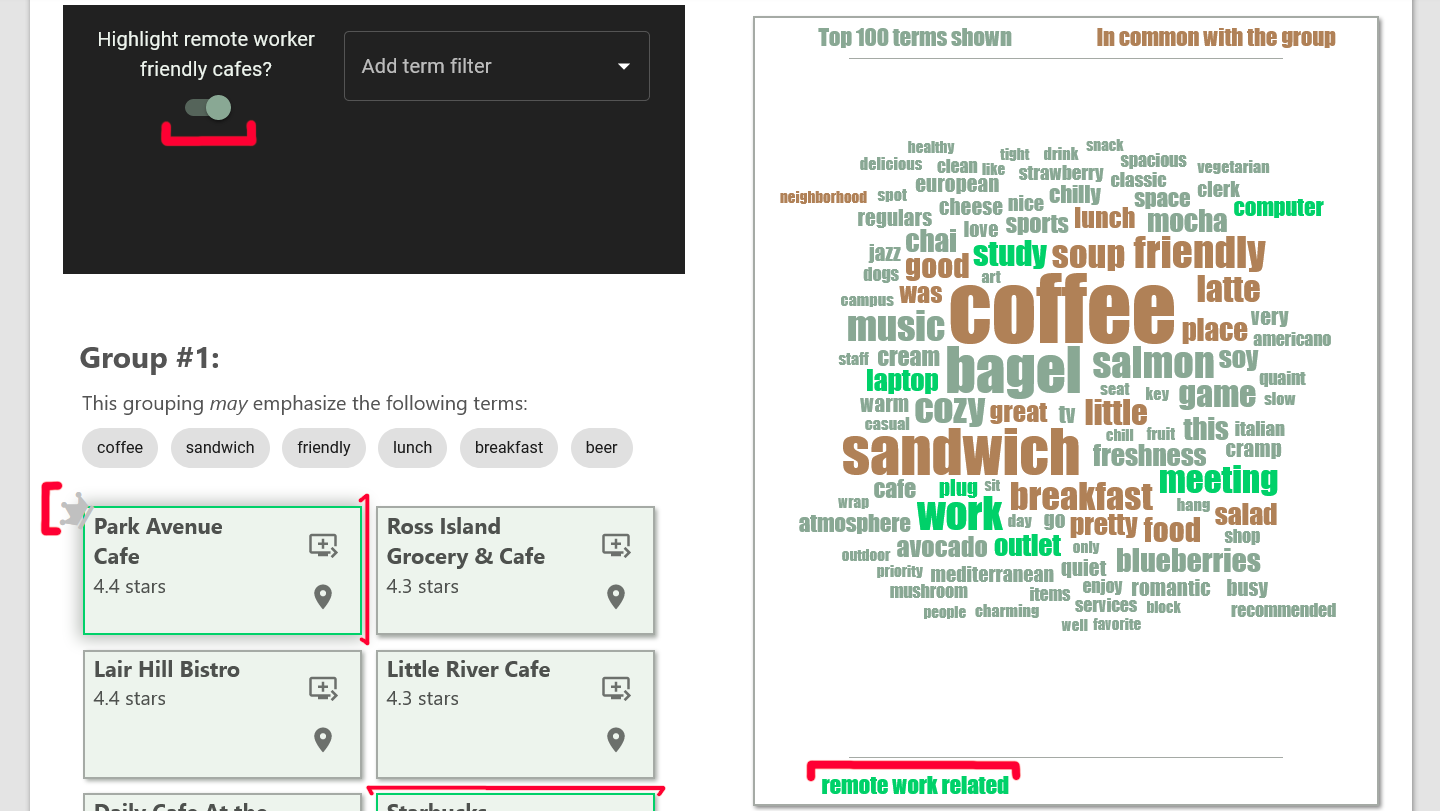 Highlight remote worker
friendly cafes?
Add term filter
Group #1:
This grouping may emphasize the following terms:
coffee sandwich friendly lunch breakfast beer
Park Avenue
Cafe
4.4 stars
Ross Island
Grocery & Cafe
4.3 stars
Lair Hill Bistro
4.4 stars
Little River Cafe
4.3 stars
Daily Cafe At the
Starbucks
Top 100 terms shown In common with the group
healthy tight drink snack
delicious clean like strawberry spacious vegetarian
european classic
neighborhood spot chilly space clerk
cheese nice computer
regulars love sports lunch mocha
jazz chai study soup friendly
dogs good art
campus was coffee latte
music place very
americano
staff cream bagel salmon soy
laptop seat key game quaint
warm cozy great tv little slow
casual chill fruit this italian
sandwich freshness cramp
cafe plug sit meeting
wrap work breakfast hang
atmosphere day go pretty food salad
outdoor avocado outlet only shop
priority mediterranean quiet blueberries
mushroom items enjoy romantic busy
people charming services block recommended
well favorite
remote work related